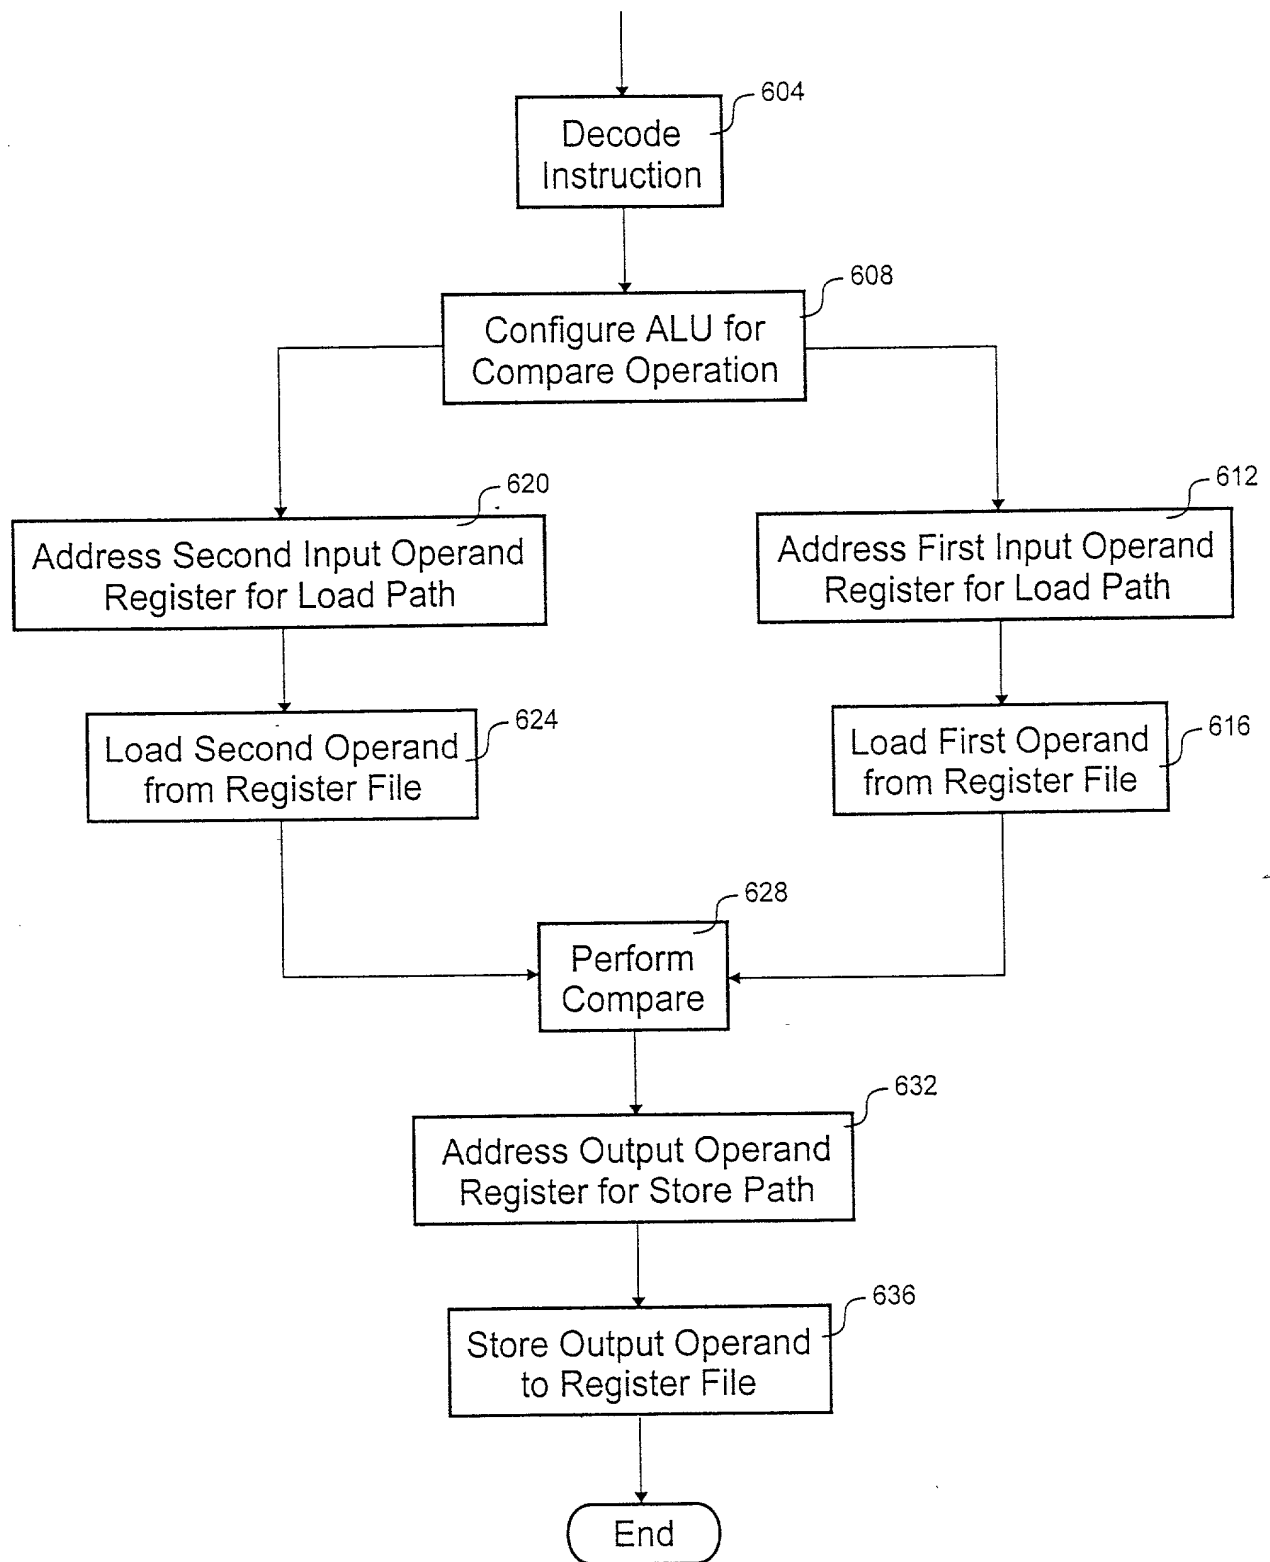 604
Decode
Instruction
608
Configure ALU for
Compare Operation
620
Address Second Input Operand
Register for Load Path
612
Address First Input Operand
Register for Load Path
624
Load Second Operand
from Register File
616
Load First Operand
from Register File
628
Perform
Compare
632
Address Output Operand
Register for Store Path
636
Store Output Operand
to Register File
End